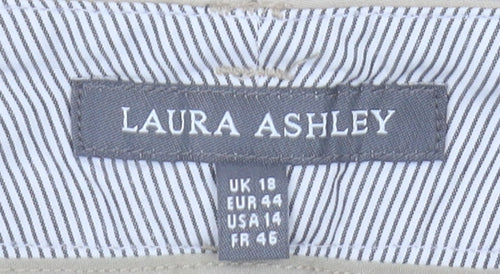 LAURA ASHLEY
UK 18
EUR 44
USA 14
FR 46